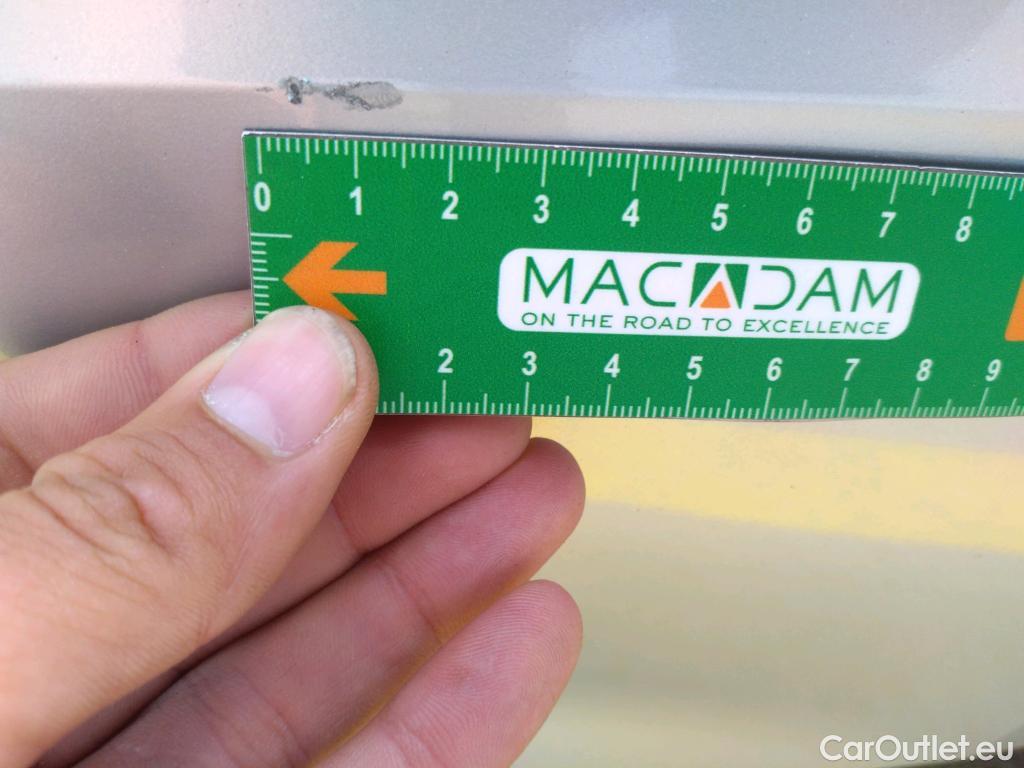 0 1 2 3 4 5 6 7 8
MACADAM
ON THE ROAD TO EXCELLENCE
2 3 4 5 6 7 8 9
CarOutlet.eu